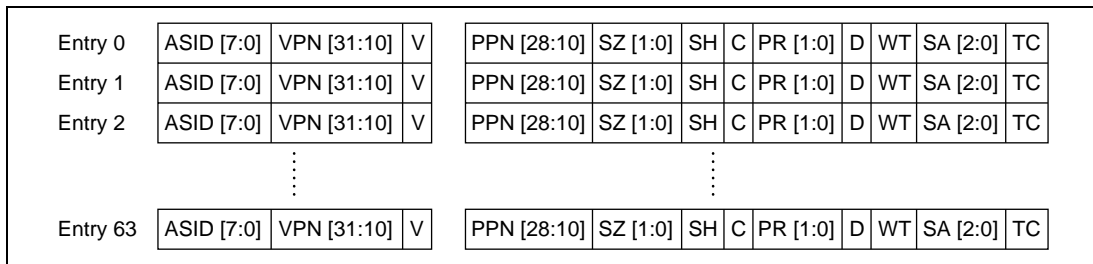 Entry 0 ASID [7:0] VPN [31:10] V PPN [28:10] SZ [1:0] SH C PR [1:0] D WT SA [2:0] TC
Entry 1 ASID [7:0] VPN [31:10] V PPN [28:10] SZ [1:0] SH C PR [1:0] D WT SA [2:0] TC
Entry 2 ASID [7:0] VPN [31:10] V PPN [28:10] SZ [1:0] SH C PR [1:0] D WT SA [2:0] TC
Entry 63 ASID [7:0] VPN [31:10] V PPN [28:10] SZ [1:0] SH C PR [1:0] D WT SA [2:0] TC